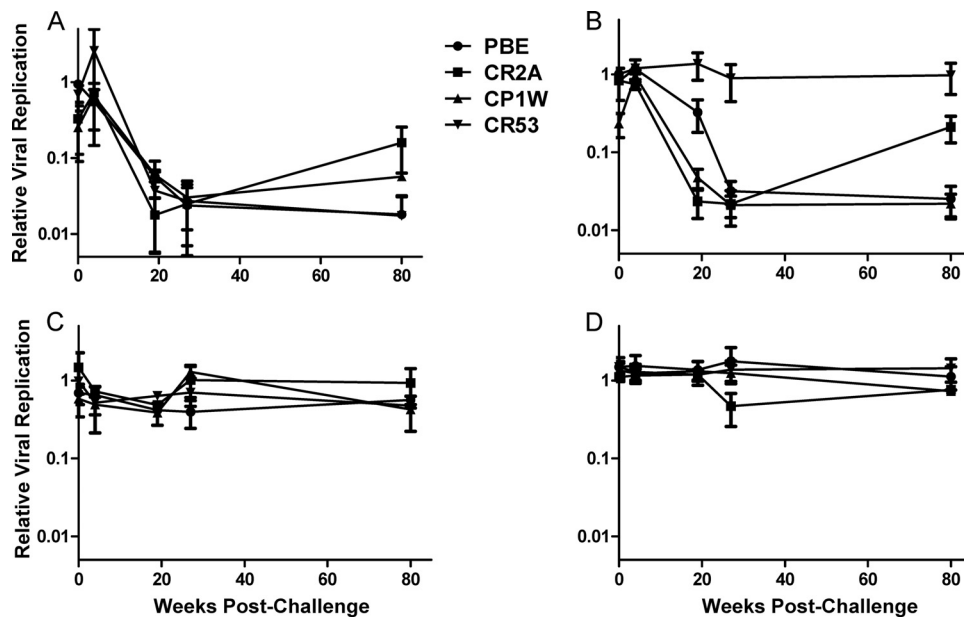 A
B
PBE
CR2A
CP1W
CR53
Relative Viral Replication
1
0.1
0.01
0 20 40 60 80
1
0.1
0.01
0 20 40 60 80
C
D
Relative Viral Replication
1
0.1
0.01
0 20 40 60 80
Weeks Post-Challenge
1
0.1
0.01
0 20 40 60 80
Weeks Post-Challenge